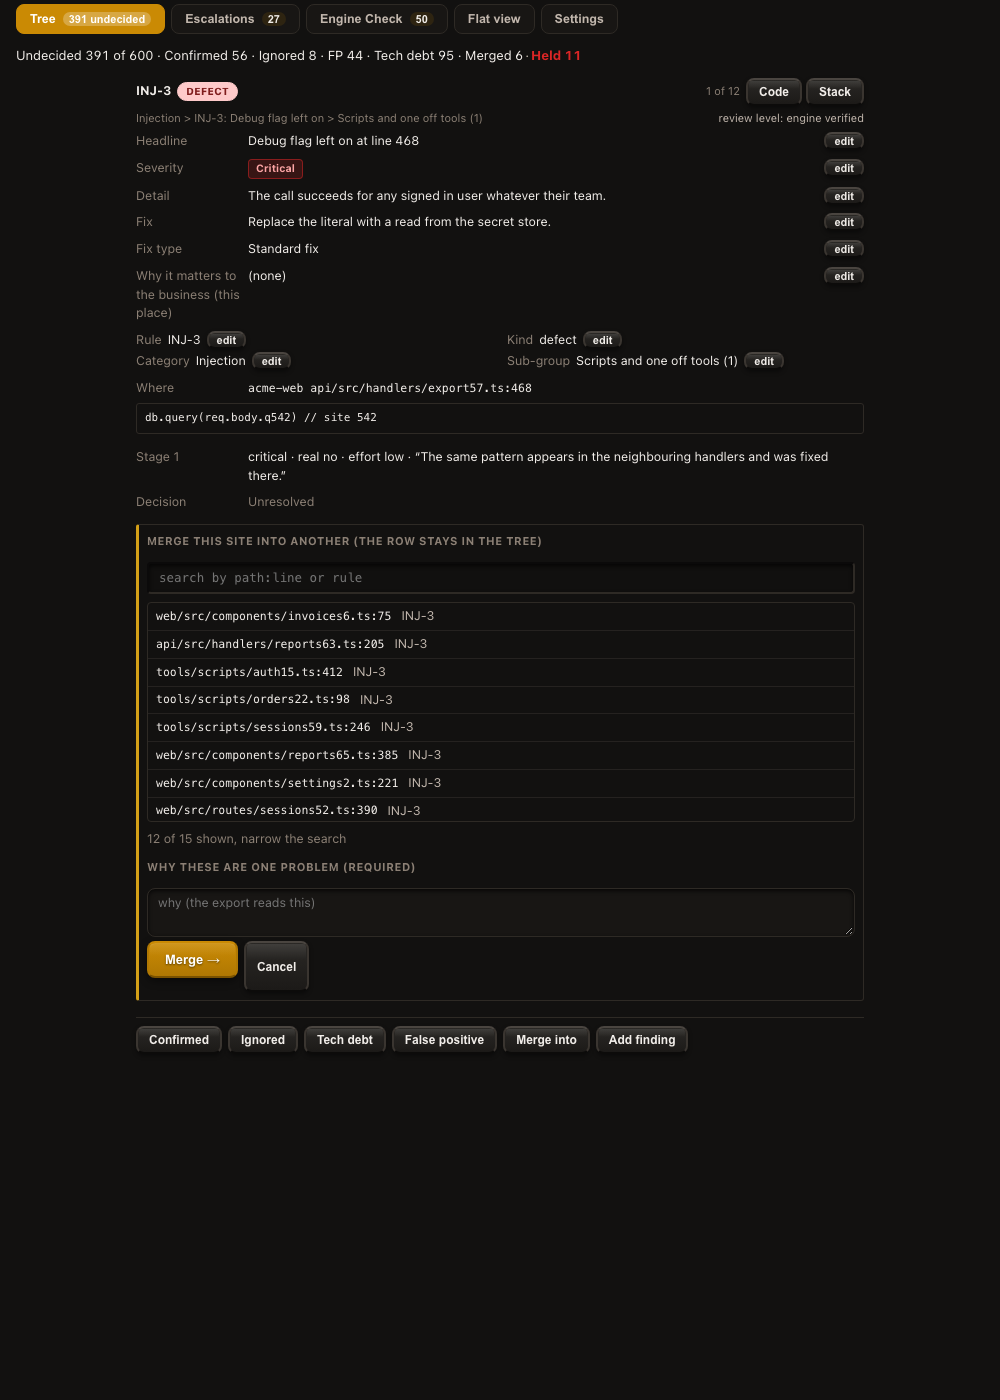 Tree 391 undecided Escalations 27 Engine Check 50 Flat view Settings
Undecided 391 of 600 · Confirmed 56 · Ignored 8 · FP 44 · Tech debt 95 · Merged 6 · Held 11
INJ-3 DEFECT 1 of 12 Code Stack
Injection > INJ-3: Debug flag left on > Scripts and one off tools (1) review level: engine verified
Headline Debug flag left on at line 468 edit
Severity Critical edit
Detail The call succeeds for any signed in user whatever their team. edit
Fix Replace the literal with a read from the secret store. edit
Fix type Standard fix edit
Why it matters to (none) edit
the business (this
place)
Rule INJ-3 edit Kind defect edit
Category Injection edit Sub-group Scripts and one off tools (1) edit
Where acme-web api/src/handlers/export57.ts:468
db.query(req.body.q542) // site 542
Stage 1 critical · real no · effort low · “The same pattern appears in the neighbouring handlers and was fixed
there.”
Decision Unresolved
MERGE THIS SITE INTO ANOTHER (THE ROW STAYS IN THE TREE)
search by path:line or rule
web/src/components/invoices6.ts:75 INJ-3
api/src/handlers/reports63.ts:205 INJ-3
tools/scripts/auth15.ts:412 INJ-3
tools/scripts/orders22.ts:98 INJ-3
tools/scripts/sessions59.ts:246 INJ-3
web/src/components/reports65.ts:385 INJ-3
web/src/components/settings2.ts:221 INJ-3
web/src/routes/sessions52.ts:390 INJ-3
12 of 15 shown, narrow the search
WHY THESE ARE ONE PROBLEM (REQUIRED)
why (the export reads this)
Merge → Cancel
Confirmed Ignored Tech debt False positive Merge into Add finding